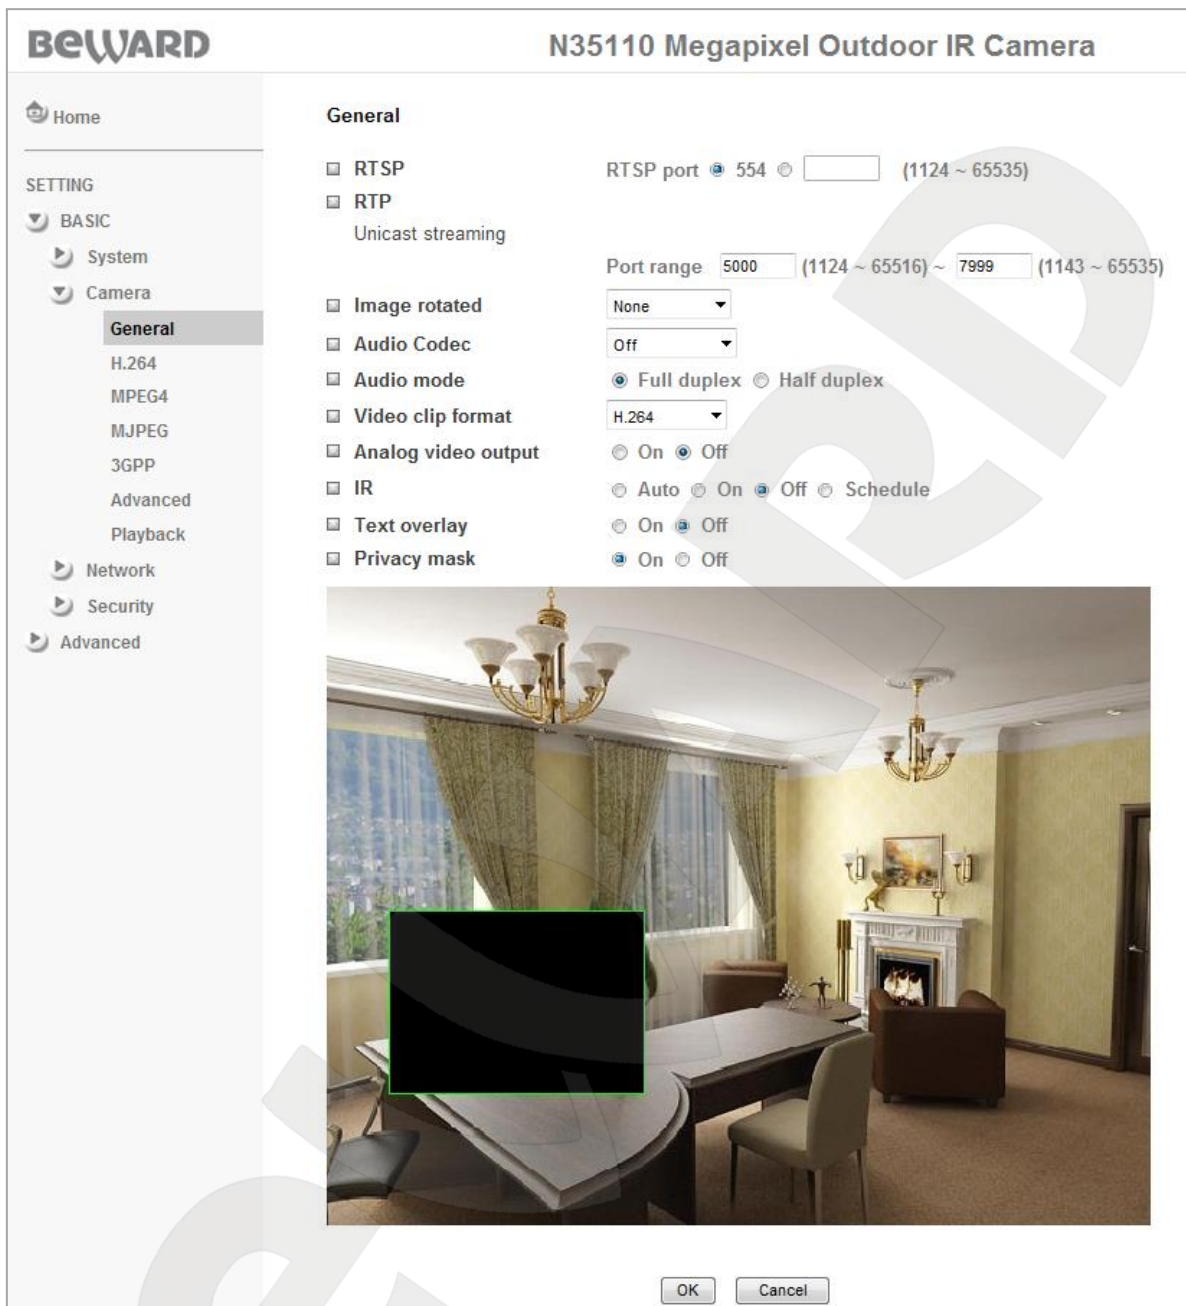 BEWARD
N35110 Megapixel Outdoor IR Camera
Home
SETTING
BASIC
System
Camera
General
H.264
MPEG4
MJPEG
3GPP
Advanced
Playback
Network
Security
Advanced
General
RTSP RTSP port 554 (1124 ~ 65535)
RTP
Unicast streaming
Port range 5000 (1124 ~ 65516) ~ 7999 (1143 ~ 65535)
Image rotated None
Audio Codec Off
Audio mode Full duplex Half duplex
Video clip format H.264
Analog video output On Off
IR Auto On Off Schedule
Text overlay On Off
Privacy mask On Off
OK Cancel